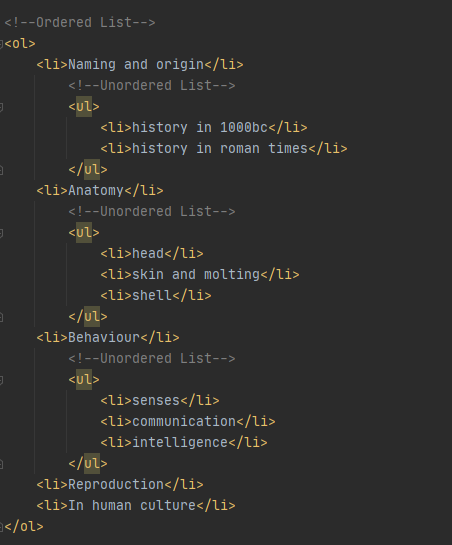 <!--Ordered List-->
<ol>
<li>Naming and origin</li>
<!--Unordered List-->
<ul>
<li>history in 1000bc</li>
<li>history in roman times</li>
</ul>
<li>Anatomy</li>
<!--Unordered List-->
<ul>
<li>head</li>
<li>skin and molting</li>
<li>shell</li>
</ul>
<li>Behaviour</li>
<!--Unordered List-->
<ul>
<li>senses</li>
<li>communication</li>
<li>intelligence</li>
</ul>
<li>Reproduction</li>
<li>In human culture</li>
</ol>